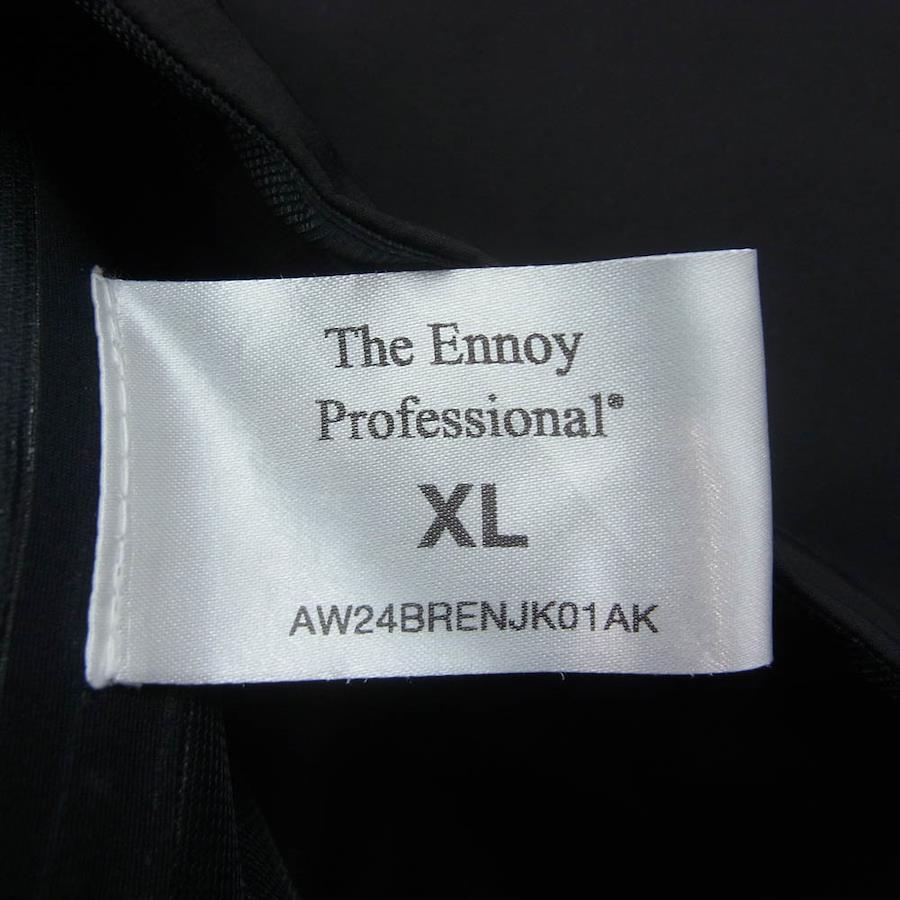 The Ennoy
Professional®
XL
AW24BRENJK01AK